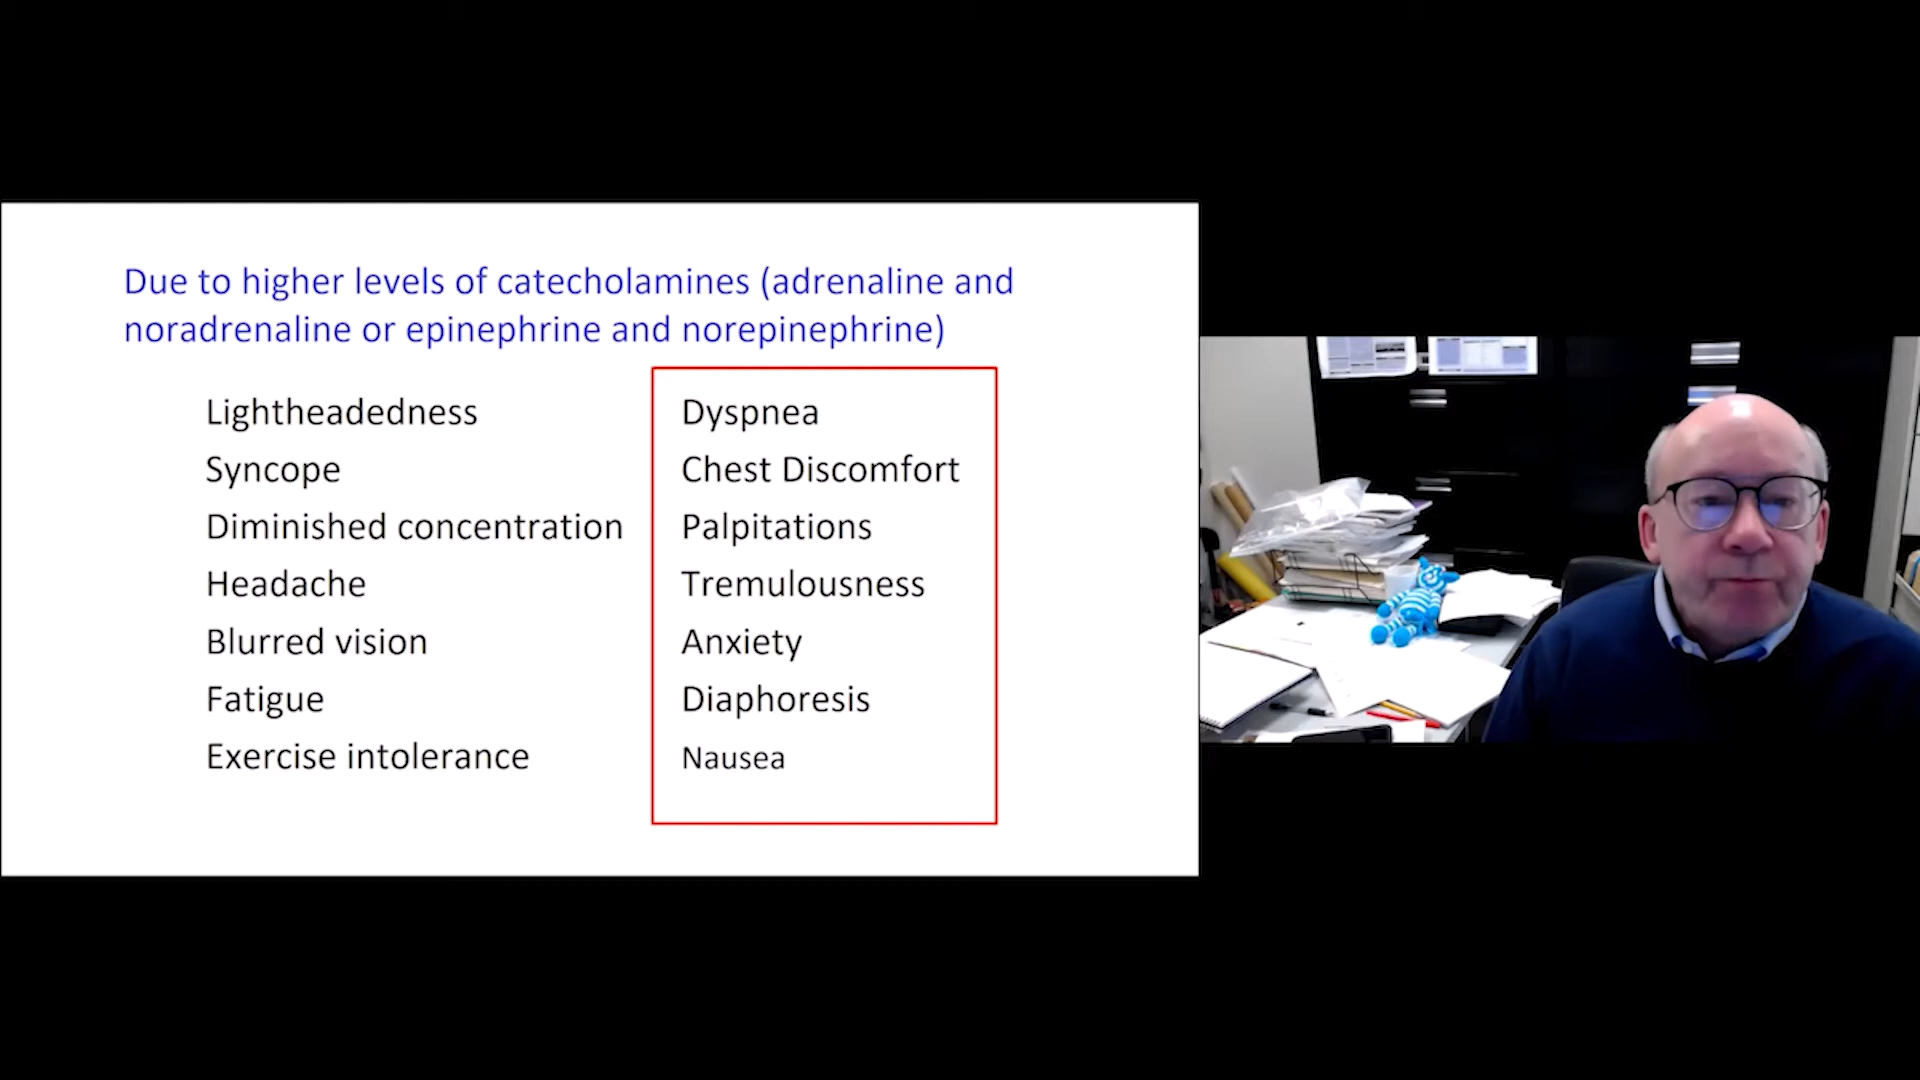 Due to higher levels of catecholamines (adrenaline and
noradrenaline or epinephrine and norepinephrine)
Lightheadedness
Syncope
Diminished concentration
Headache
Blurred vision
Fatigue
Exercise intolerance
Dyspnea
Chest Discomfort
Palpitations
Tremulousness
Anxiety
Diaphoresis
Nausea